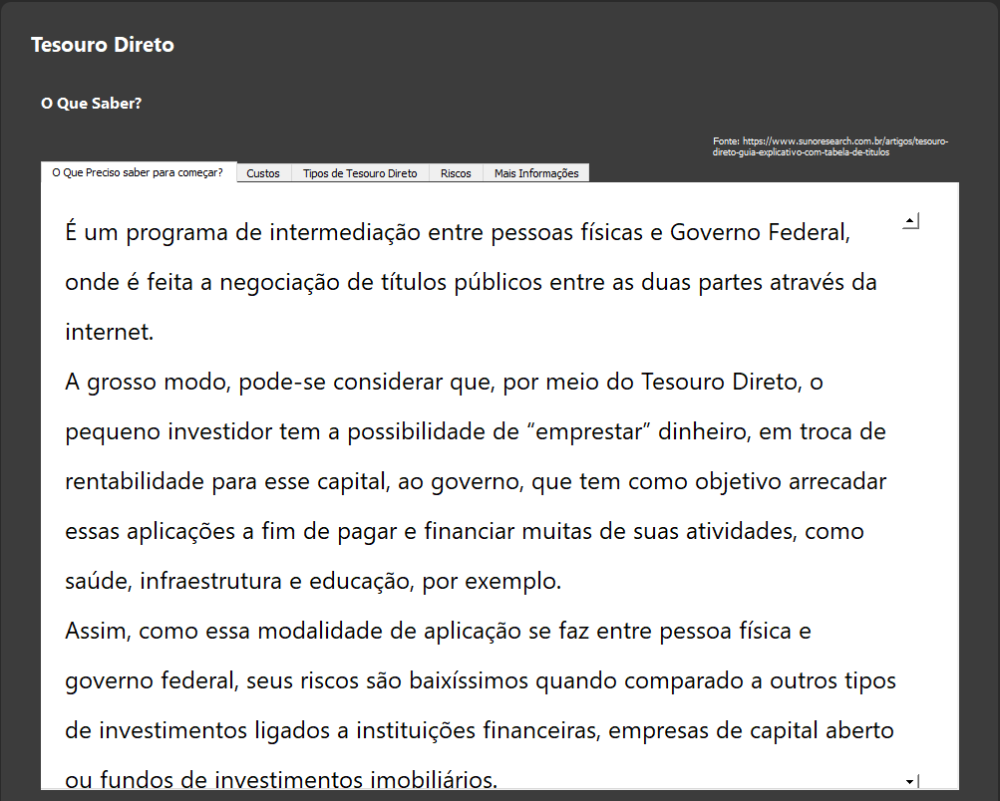 Tesouro Direto
O Que Saber?
Fonte: https://www.sunoresearch.com.br/artigos/tesouro-
direto-guia-explicativo-com-tabela-de-titulos
O Que Preciso saber para começar? Custos Tipos de Tesouro Direto Riscos Mais Informações
É um programa de intermediação entre pessoas físicas e Governo Federal,
onde é feita a negociação de títulos públicos entre as duas partes através da
internet.
A grosso modo, pode-se considerar que, por meio do Tesouro Direto, o
pequeno investidor tem a possibilidade de “emprestar” dinheiro, em troca de
rentabilidade para esse capital, ao governo, que tem como objetivo arrecadar
essas aplicações a fim de pagar e financiar muitas de suas atividades, como
saúde, infraestrutura e educação, por exemplo.
Assim, como essa modalidade de aplicação se faz entre pessoa física e
governo federal, seus riscos são baixíssimos quando comparado a outros tipos
de investimentos ligados a instituições financeiras, empresas de capital aberto
ou fundos de investimentos imobiliários.